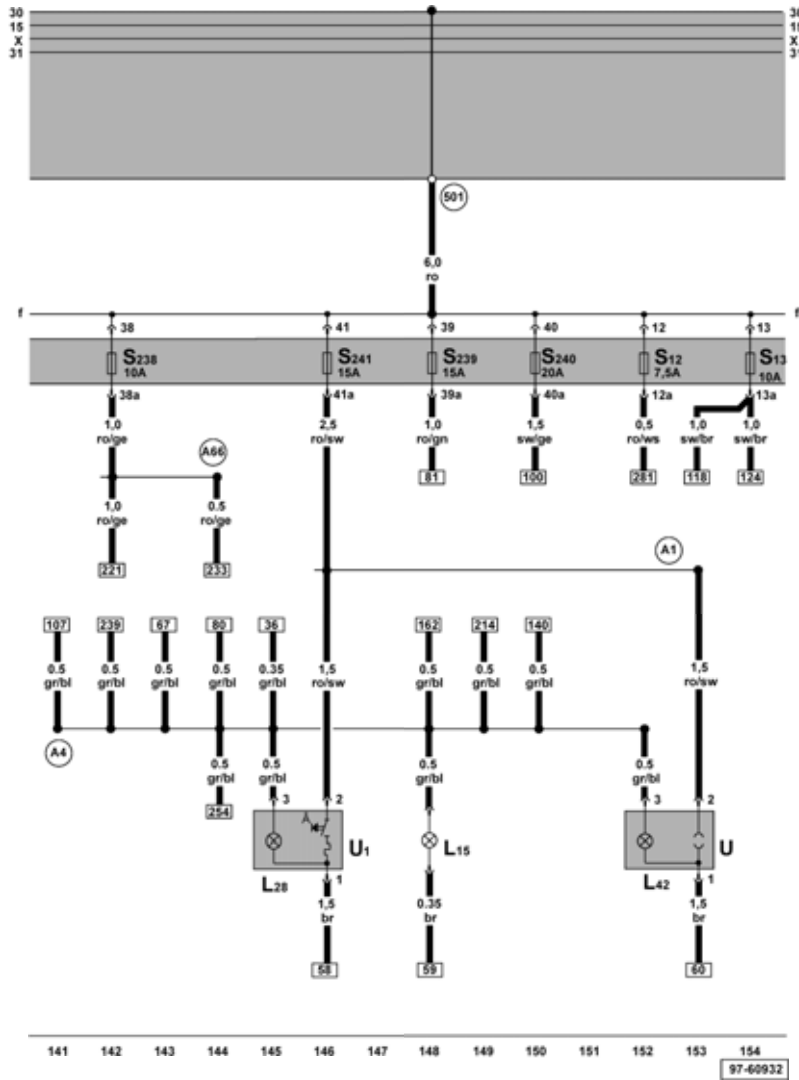 30 30
15 15
X X
31 31
501
6,0
ro
f f
38 41 39 40 12 13
S238 S241 S239 S240 S12 S13
10A 15A 15A 20A 7,5A 10A
38a 41a 39a 40a 12a 13a
1,0 2,5 1,0 1,5 0,5 1,0 1,0
ro/ge ro/sw ro/gn sw/ge ro/ws sw/br sw/br
A66
81 100 281 118 124
1,0 0.5
ro/ge ro/ge
A1
221 233
107 239 67 80 36 162 214 140
0.5 0.5 0.5 0.5 0.35 1,5 0.5 0.5 0.5 1,5
gr/bl gr/bl gr/bl gr/bl gr/bl ro/sw gr/bl gr/bl gr/bl ro/sw
A4
0.5 0.5 0.5 0.5
gr/bl gr/bl gr/bl gr/bl
3 2 3 2
254
U1 L15 U
L28 1 L42 1
1,5 0.35 1,5
br br br
58 59 60
141 142 143 144 145 146 147 148 149 150 151 152 153 154
97-60932